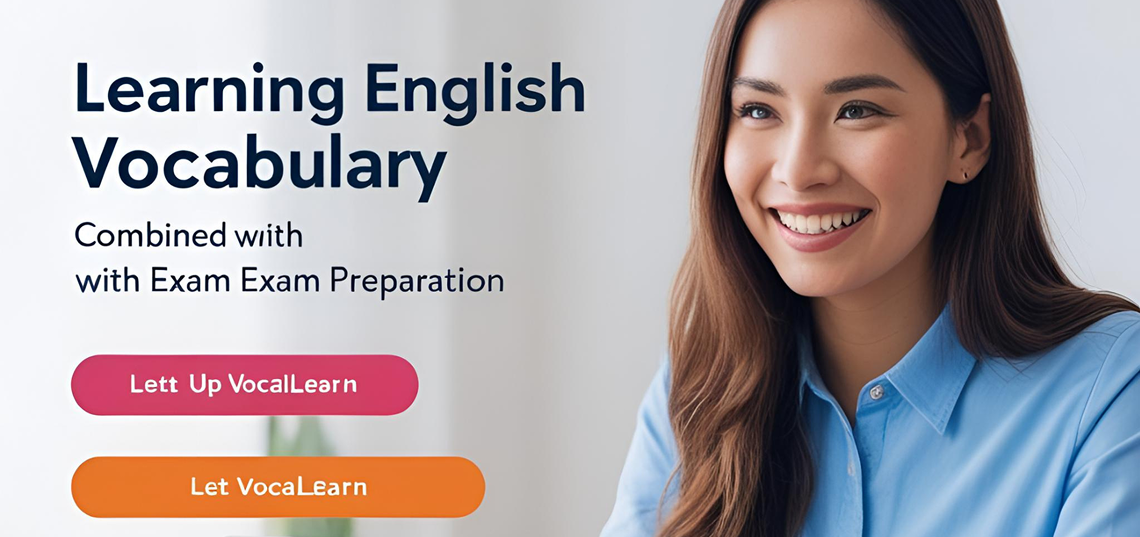 Learning English
Vocabulary
Combined with
with Exam Exam Preparation
Lett Up VocalLearn
Let VocaLearn